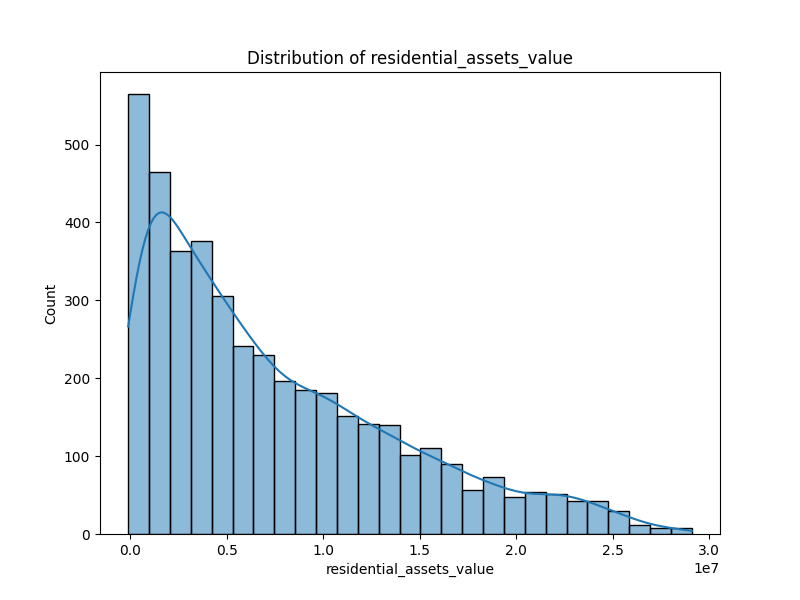 Distribution of residential_assets_value
Count
500
400
300
200
100
0
0.0 0.5 1.0 1.5 2.0 2.5 3.0
residential_assets_value
1e7